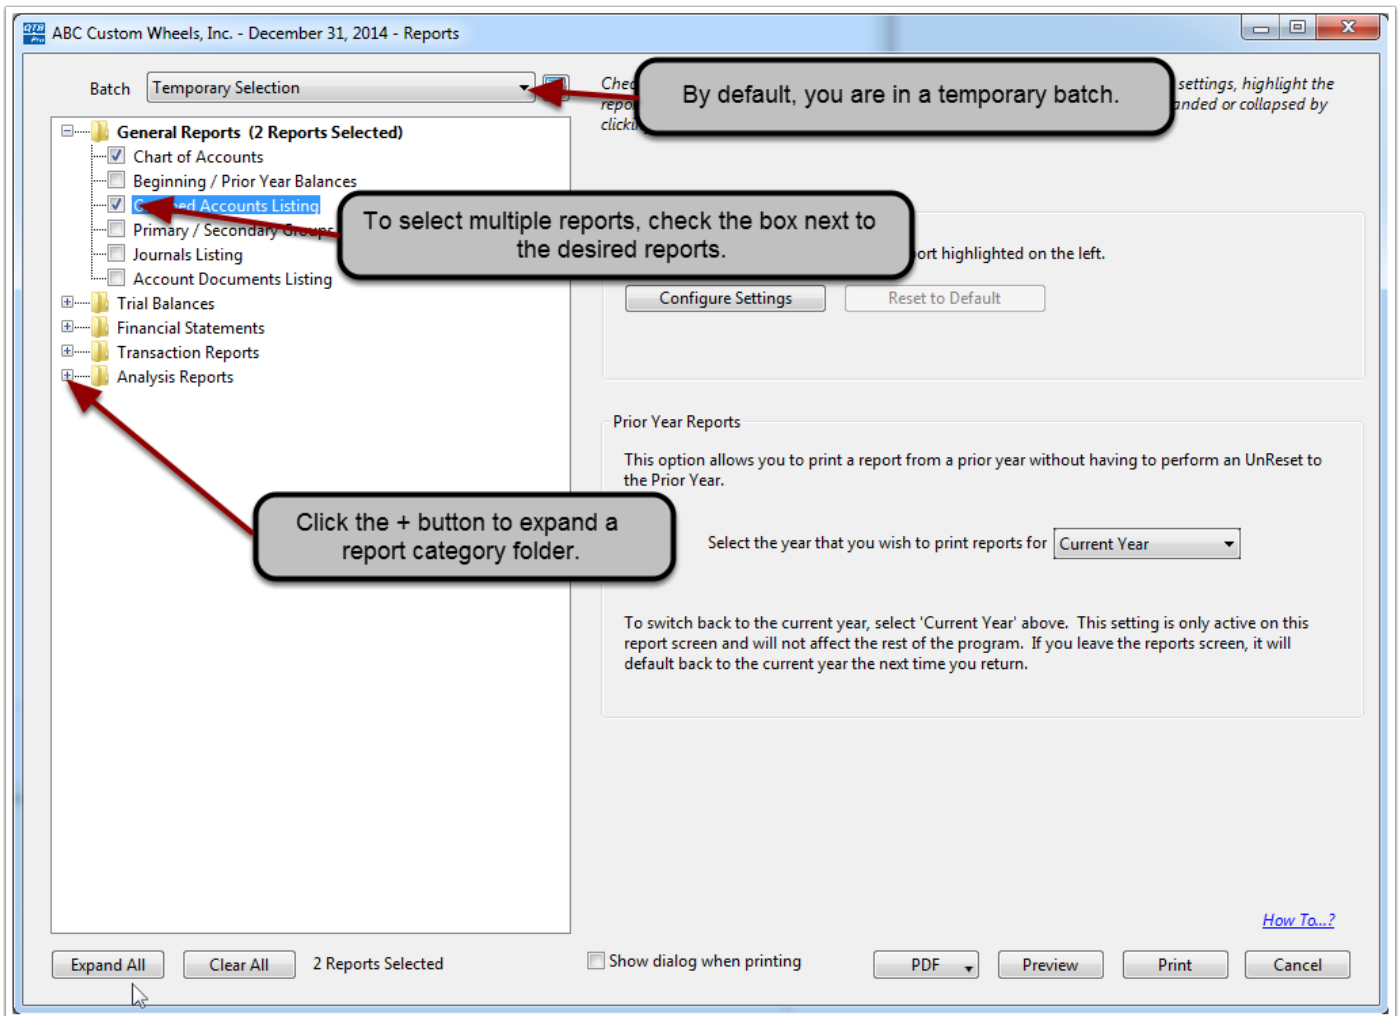 QTB
Pro
ABC Custom Wheels, Inc. - December 31, 2014 - Reports
Batch
Temporary Selection
By default, you are in a temporary batch.
settings, highlight the
anded or collapsed by
General Reports (2 Reports Selected)
Chart of Accounts
Beginning / Prior Year Balances
Accounts Listing
Primary / Secondary Groups
Journals Listing
Account Documents Listing
Trial Balances
Financial Statements
Transaction Reports
Analysis Reports
To select multiple reports, check the box next to
the desired reports.
ort highlighted on the left.
Configure Settings
Reset to Default
Prior Year Reports
This option allows you to print a report from a prior year without having to perform an UnReset to
the Prior Year.
Click the + button to expand a
report category folder.
Select the year that you wish to print reports for
Current Year
To switch back to the current year, select 'Current Year' above. This setting is only active on this
report screen and will not affect the rest of the program. If you leave the reports screen, it will
default back to the current year the next time you return.
How To...?
Expand All
Clear All
2 Reports Selected
Show dialog when printing
PDF
Preview
Print
Cancel